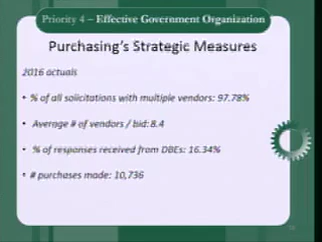 Priority 4 – Effective Government Organization
Purchasing's Strategic Measures
2016 actuals
• % of all solicitations with multiple vendors: 97.78%
• Average # of vendors / bid: 8.4
• % of responses received from DBEs: 16.34%
• # purchases made: 10,736